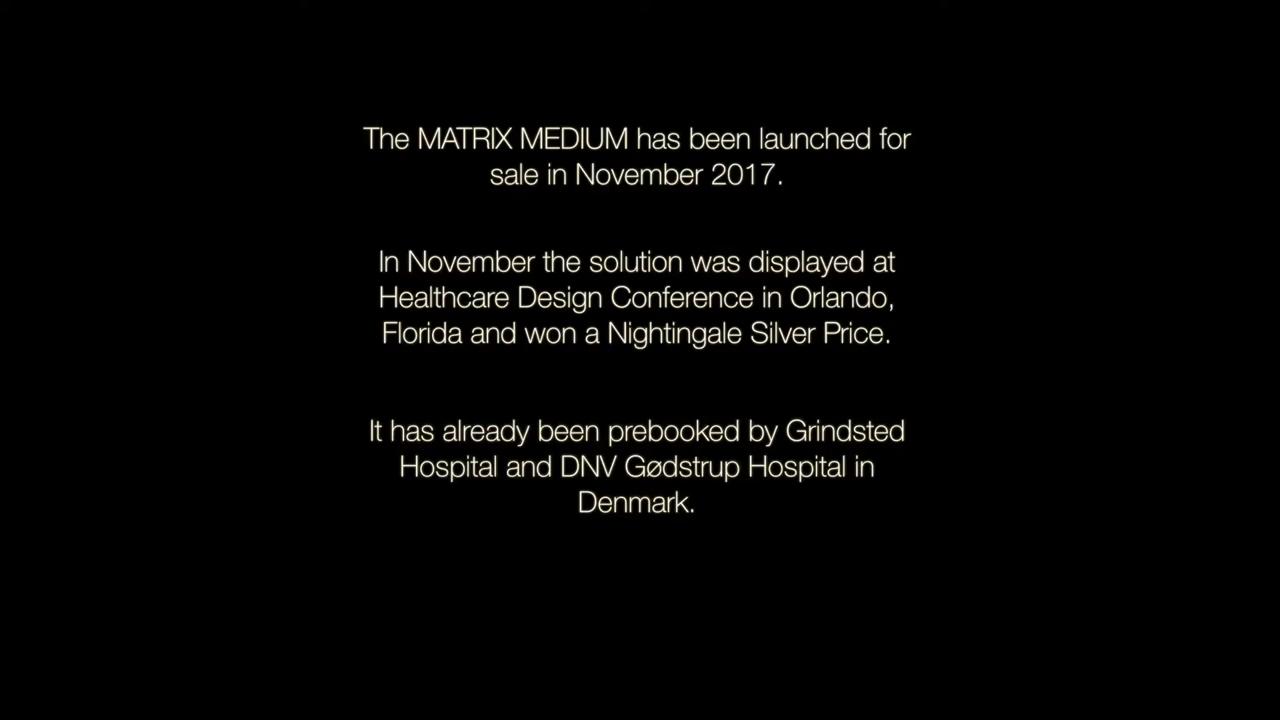 The MATRIX MEDIUM has been launched for
sale in November 2017.
In November the solution was displayed at
Healthcare Design Conference in Orlando,
Florida and won a Nightingale Silver Price.
It has already been prebooked by Grindsted
Hospital and DNV Gødstrup Hospital in
Denmark.